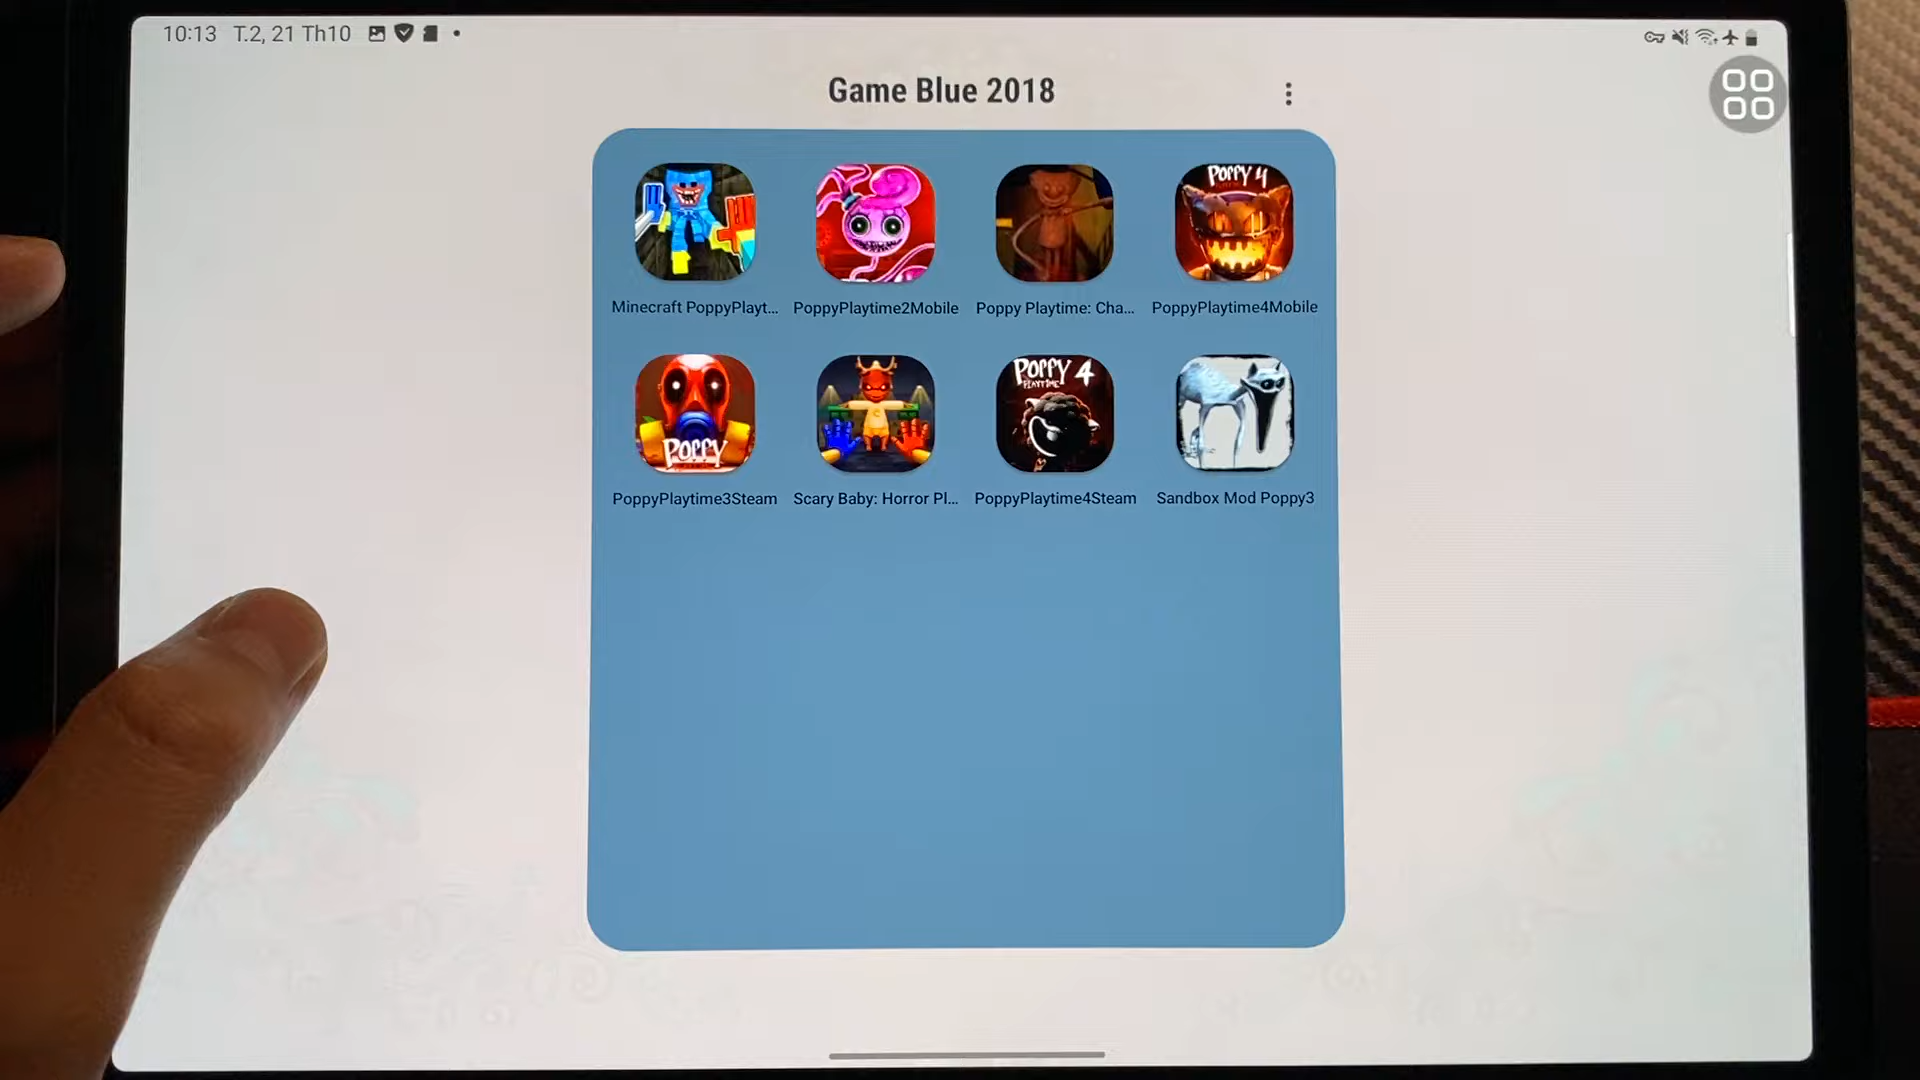 10:13 T.2, 21 Th10
Game Blue 2018
POPPY 4
Minecraft PoppyPlayt...
PoppyPlaytime2Mobile
Poppy Playtime: Cha...
PoppyPlaytime4Mobile
POPPY
POPPY 4
PLAYTIME
PoppyPlaytime3Steam
Scary Baby: Horror Pl...
PoppyPlaytime4Steam
Sandbox Mod Poppy3